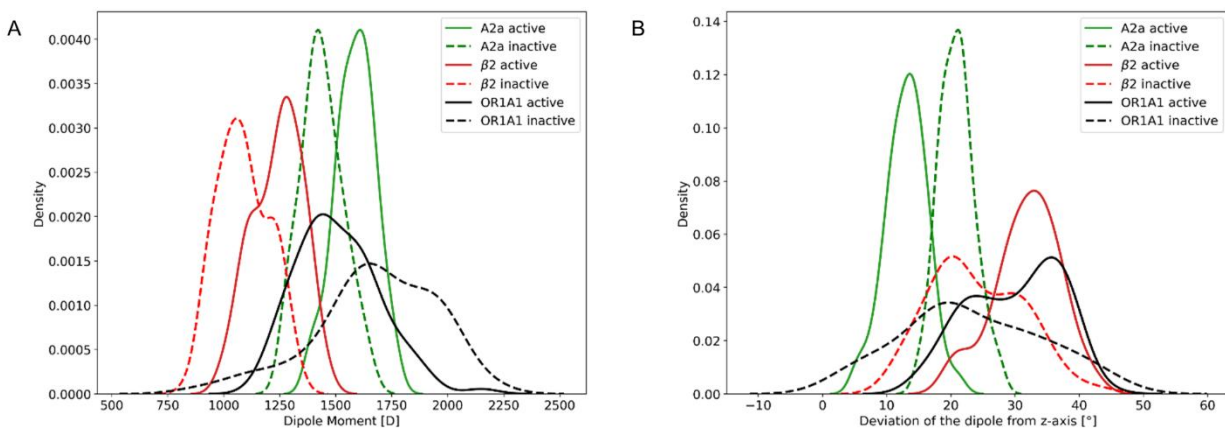 A
0.0040
0.0035
0.0030
0.0025
0.0020
0.0015
0.0010
0.0005
0.0000
Density
500
750
1000
1250
1500
1750
2000
2250
2500
Dipole Moment [D]
A2a active
A2a inactive
β2 active
β2 inactive
OR1A1 active
OR1A1 inactive
B
0.14
0.12
0.10
0.08
0.06
0.04
0.02
0.00
Density
−10
0
10
20
30
40
50
60
Deviation of the dipole from z-axis [°]
A2a active
A2a inactive
β2 active
β2 inactive
OR1A1 active
OR1A1 inactive